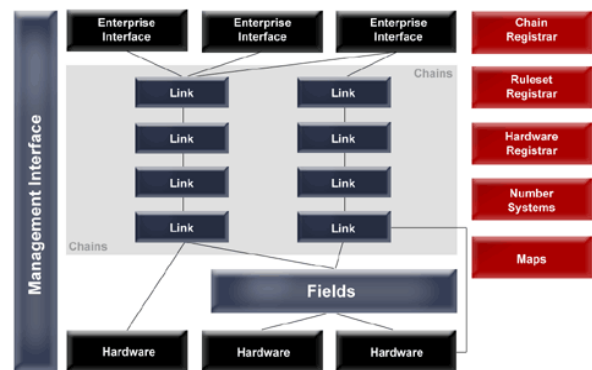 Management Interface
Enterprise
Interface
Enterprise
Interface
Enterprise
Interface
Chains
Link
Link
Link
Link
Link
Link
Link
Link
Chains
Fields
Hardware
Hardware
Hardware
Chain
Registrar
Ruleset
Registrar
Hardware
Registrar
Number
Systems
Maps